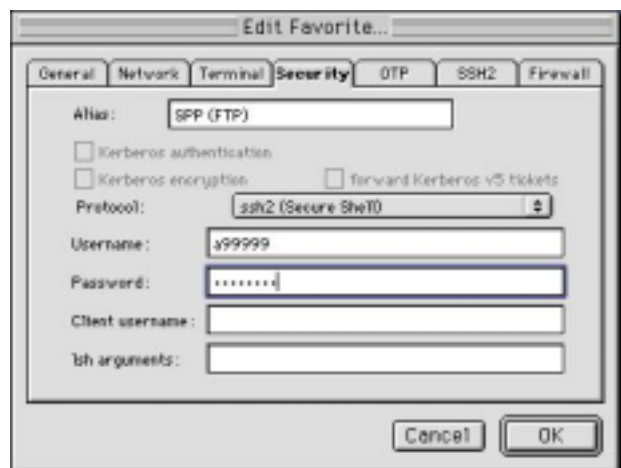 Edit Favorite...
General Network Terminal Security OTP SSH2 Firewall
Alias: SPP (FTP)
Kerberos authentication
Kerberos encryption forward Kerberos v5 tickets
Protocol: ssh2 (Secure Shell)
Username: a99999
Password: ••••••••
Client username:
lsh arguments:
Cancel OK